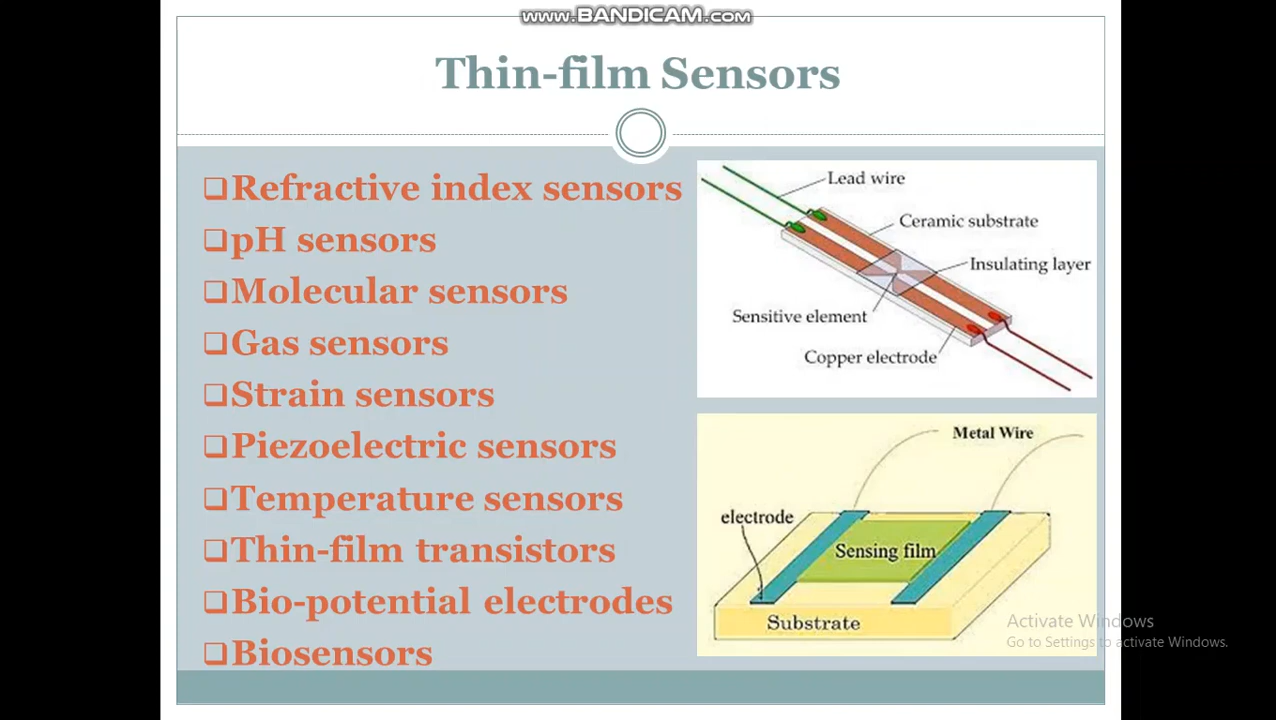 www.BANDICAM.com
Thin-film Sensors
Refractive index sensors
pH sensors
Molecular sensors
Gas sensors
Strain sensors
Piezoelectric sensors
Temperature sensors
Thin-film transistors
Bio-potential electrodes
Biosensors
Lead wire
Ceramic substrate
Insulating layer
Sensitive element
Copper electrode
Metal Wire
electrode
Sensing film
Substrate
Activate Windows
Go to Settings to activate Windows.